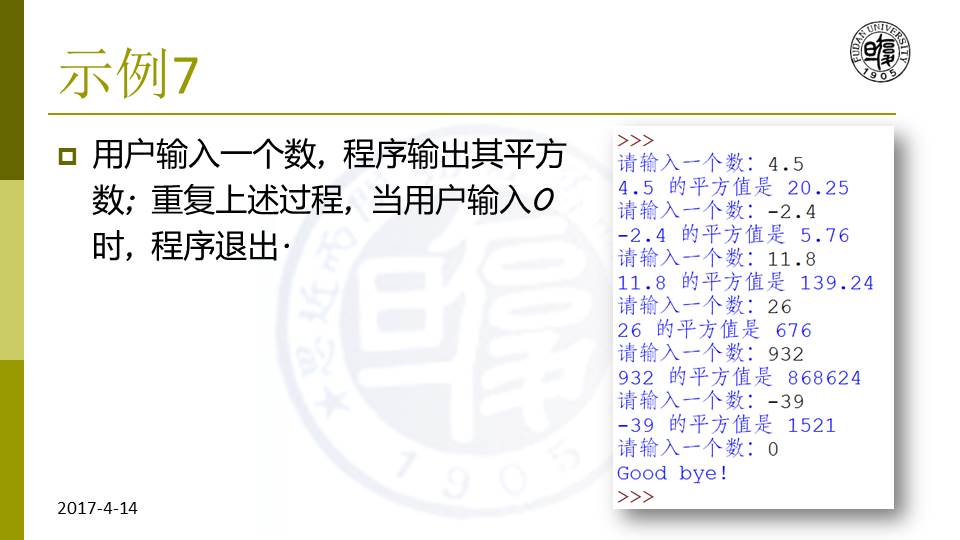 示例7
FUDAN UNIVERSITY
1905
用户输入一个数，程序输出其平方
数；重复上述过程，当用户输入0
时，程序退出·
>>>
请输入一个数：4.5
4.5 的平方值是 20.25
请输入一个数：-2.4
-2.4 的平方值是 5.76
请输入一个数：11.8
11.8 的平方值是 139.24
请输入一个数：26
26 的平方值是 676
请输入一个数：932
932 的平方值是 868624
请输入一个数：-39
-39 的平方值是 1521
请输入一个数：0
Good bye!
>>>
1905
2017-4-14